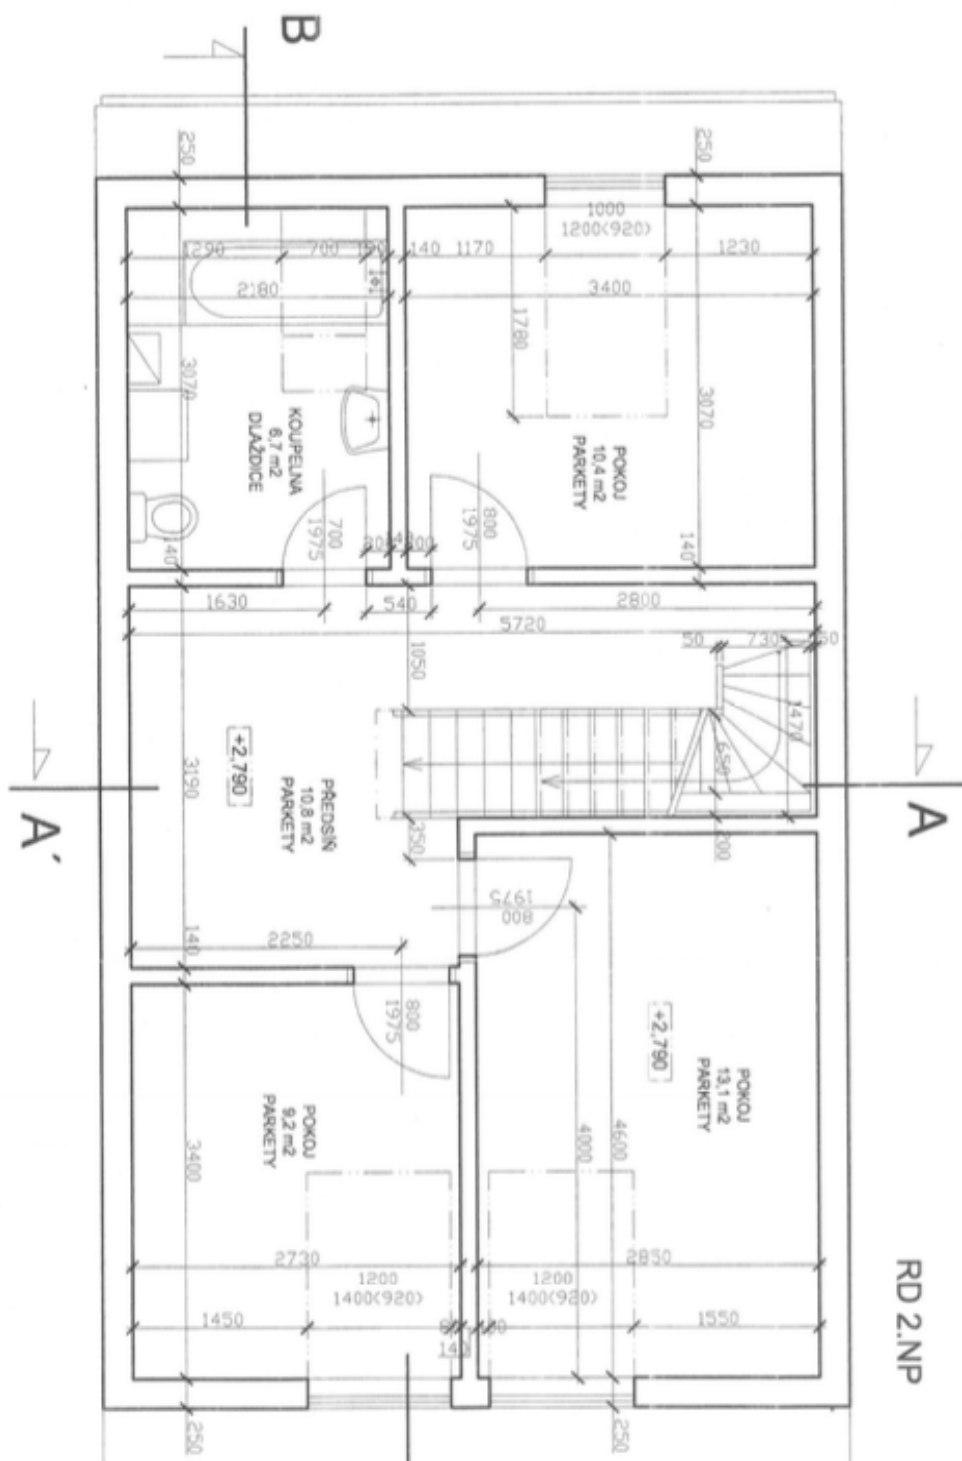 B
250
250
1000
1200(920)
1290
700
190
140
1170
1230
2180
3400
1780
3070
3070
KOUPELNA
6,7 m2
DLAŽDICE
POKOJ
10,4 m2
PARKETY
700
1975
800
1975
140
140
1630
540
2800
5720
50
730
1050
1470
650
+2,790
3190
PŘEDSÍŇ
10,8 m2
PARKETY
A
A´
350
200
800
1975
2250
140
800
1975
+2,790
POKOJ
13,1 m2
PARKETY
POKOJ
9,2 m2
PARKETY
3400
4000
4600
2730
2850
1200
1400(920)
1200
1400(920)
1450
1550
140
250
250
RD 2.NP